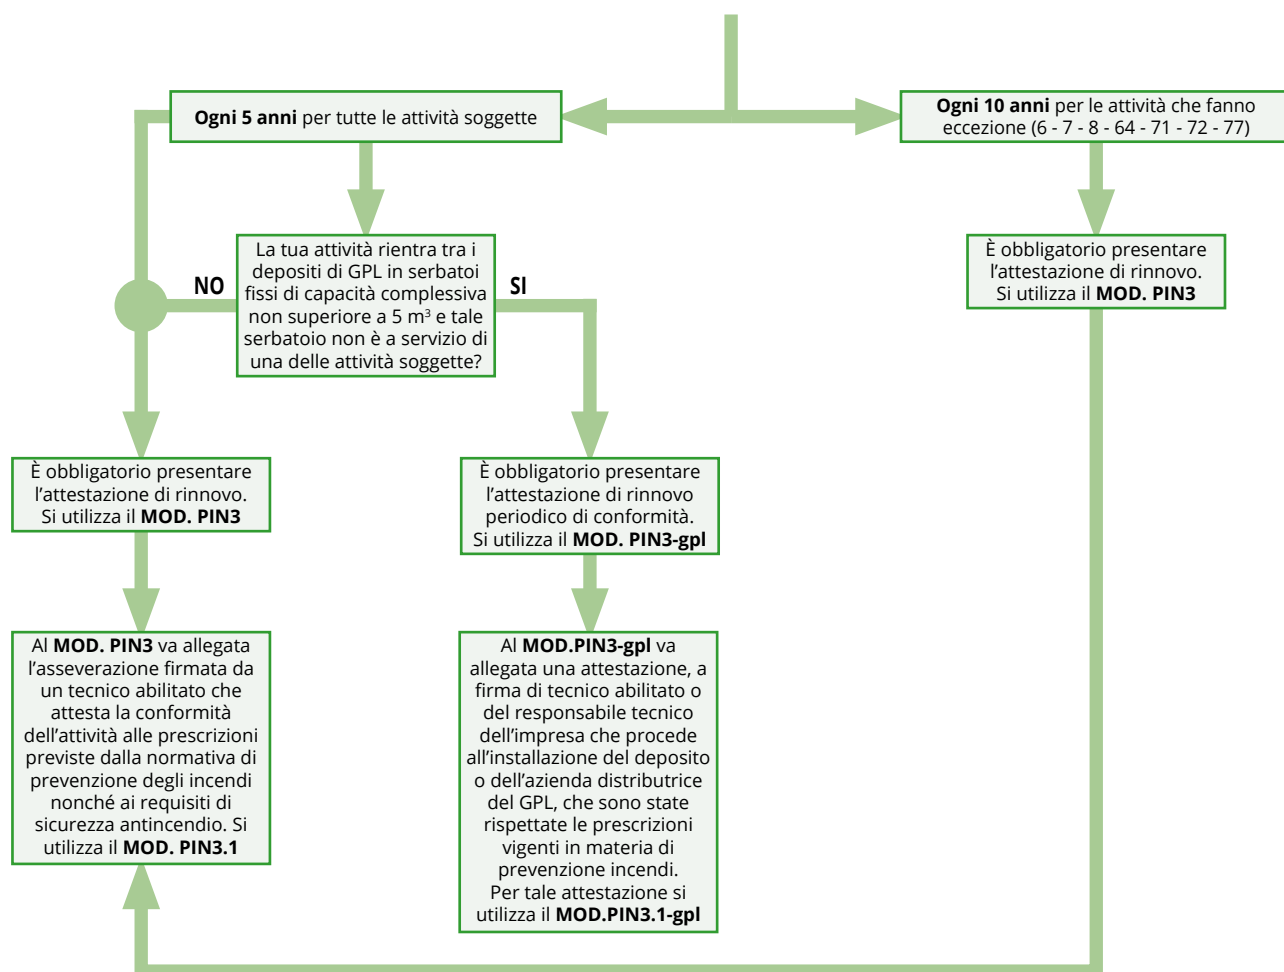 Ogni 5 anni per tutte le attività soggette
Ogni 10 anni per le attività che fanno
eccezione (6 - 7 - 8 - 64 - 71 - 72 - 77)
La tua attività rientra tra i
depositi di GPL in serbatoi
fissi di capacità complessiva
non superiore a 5 m³ e tale
serbatoio non è a servizio di
una delle attività soggette?
NO
SI
È obbligatorio presentare
l'attestazione di rinnovo.
Si utilizza il MOD. PIN3
È obbligatorio presentare
l'attestazione di rinnovo.
Si utilizza il MOD. PIN3
È obbligatorio presentare
l'attestazione di rinnovo
periodico di conformità.
Si utilizza il MOD. PIN3-gpl
Al MOD. PIN3 va allegata
l'asseverazione firmata da
un tecnico abilitato che
attesta la conformità
dell'attività alle prescrizioni
previste dalla normativa di
prevenzione degli incendi
nonché ai requisiti di
sicurezza antincendio. Si
utilizza il MOD. PIN3.1
Al MOD.PIN3-gpl va
allegata una attestazione, a
firma di tecnico abilitato o
del responsabile tecnico
dell'impresa che procede
all'installazione del deposito
o dell'azienda distributrice
del GPL, che sono state
rispettate le prescrizioni
vigenti in materia di
prevenzione incendi.
Per tale attestazione si
utilizza il MOD.PIN3.1-gpl